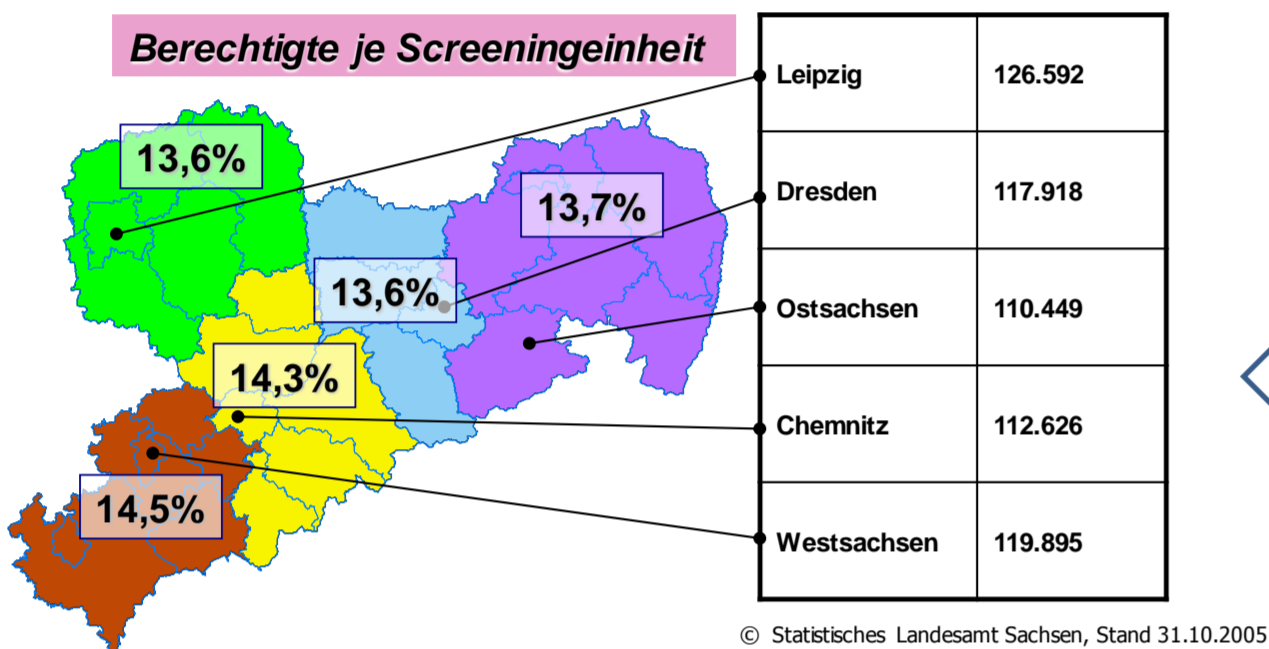 Berechtigte je Screeningeinheit
Leipzig 126.592
13,6%
Dresden 117.918
13,7%
13,6%
Ostsachsen 110.449
14,3%
Chemnitz 112.626
14,5%
Westsachsen 119.895
© Statistisches Landesamt Sachsen, Stand 31.10.2005